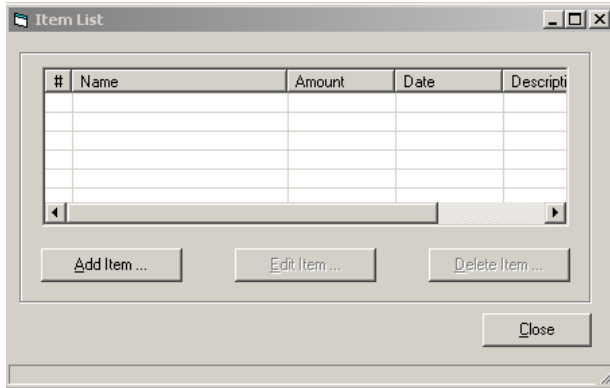 Item List
# Name Amount Date Descripti
Add Item ... Edit Item ... Delete Item ...
Close